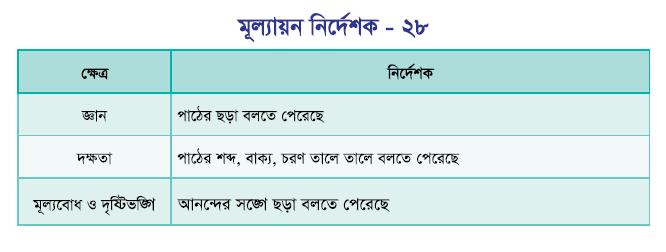 মূল্যায়ন নির্দেশক - ২৮
ক্ষেত্র নির্দেশক
জ্ঞান পাঠের ছড়া বলতে পেরেছে
দক্ষতা পাঠের শব্দ, বাক্য, চরণ তালে তালে বলতে পেরেছে
মূল্যবোধ ও দৃষ্টিভঙ্গি আনন্দের সঙ্গে ছড়া বলতে পেরেছে